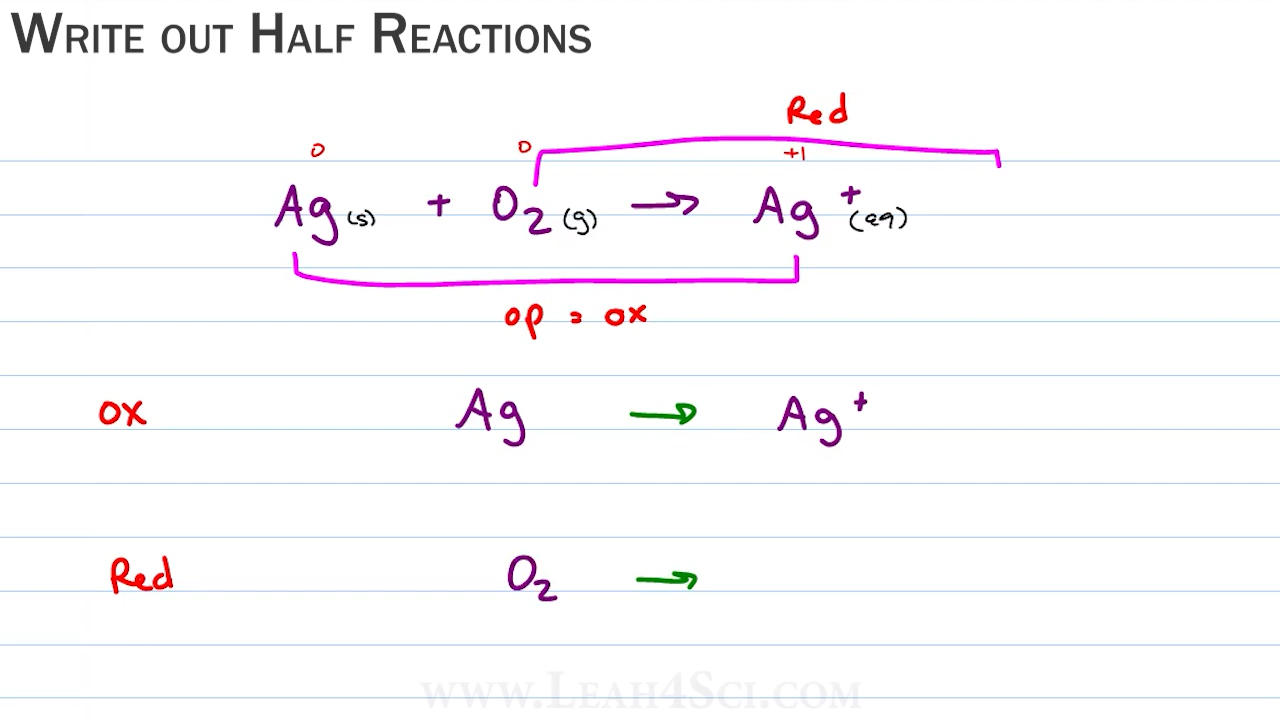 WRITE OUT HALF REACTIONS
Red
0 0 +1
Ag(s) + O₂(g) → Ag⁺(aq)
op = ox
OX Ag → Ag⁺
Red O₂ →
WWW.LEAH4SCI.COM